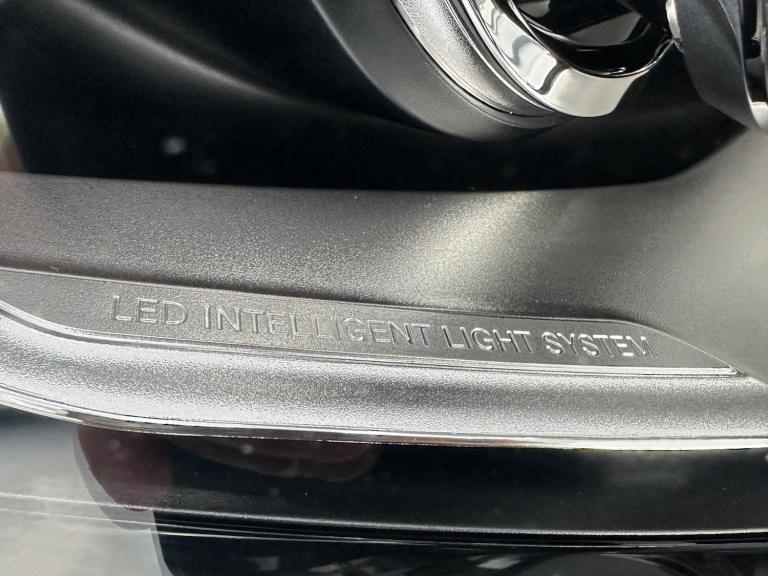 LED INTELLIGENT LIGHT SYSTEM